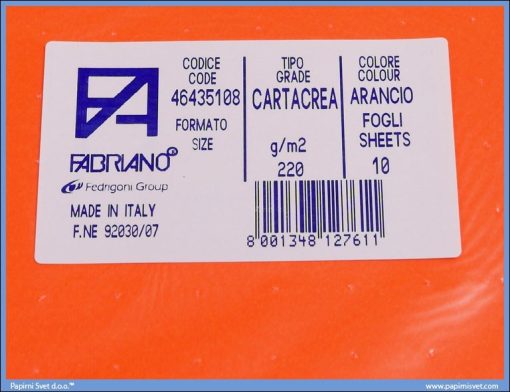 CODICE
CODE
46435108
FORMATO
SIZE
TIPO
GRADE
CARTACREA
g/m2
220
COLORE
COLOUR
ARANCIO
FOGLI
SHEETS
10
FA
FABRIANO®
Fedrigoni Group
MADE IN ITALY
F.NE 92030/07
8 001348 127611
Papirni Svet d.o.o.™
www.papirnisvet.com